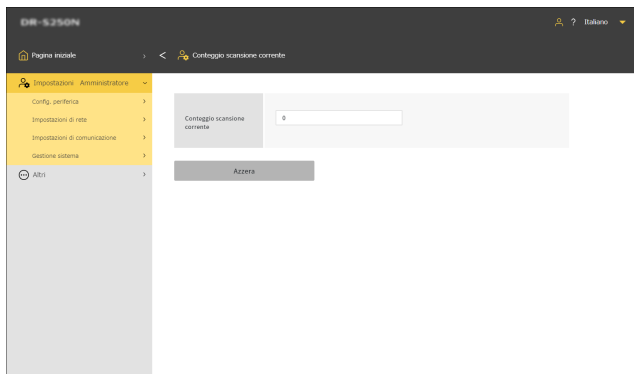 DR-S250N
? Italiano
Pagina iniziale
Conteggio scansione corrente
Impostazioni Amministratore
Config. periferica
Impostazioni di rete
Impostazioni di comunicazione
Gestione sistema
Altri
Conteggio scansione
corrente
0
Azzera